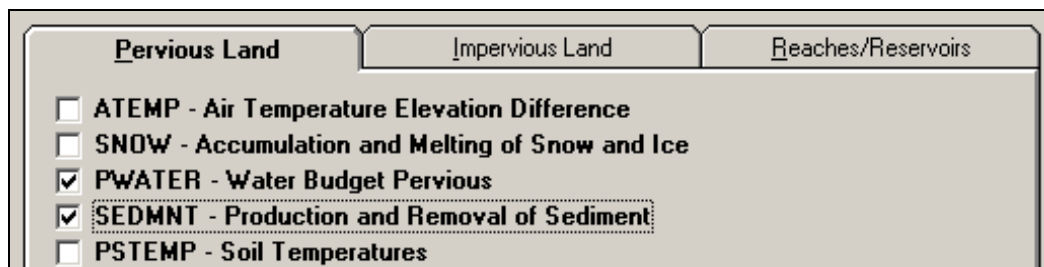 Pervious Land Impervious Land Reaches/Reservoirs
ATEMP - Air Temperature Elevation Difference
SNOW - Accumulation and Melting of Snow and Ice
PWATER - Water Budget Pervious
SEDMNT - Production and Removal of Sediment
PSTEMP - Soil Temperatures